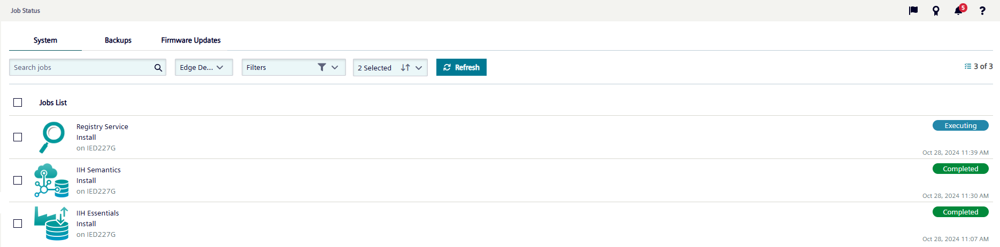 Job Status
5
System
Backups
Firmware Updates
Search jobs
Edge De...
Filters
2 Selected
Refresh
3 of 3
Jobs List
Registry Service
Install
on IED227G
Executing
Oct 28, 2024 11:39 AM
IIH Semantics
Install
on IED227G
Completed
Oct 28, 2024 11:30 AM
IIH Essentials
Install
on IED227G
Completed
Oct 28, 2024 11:07 AM